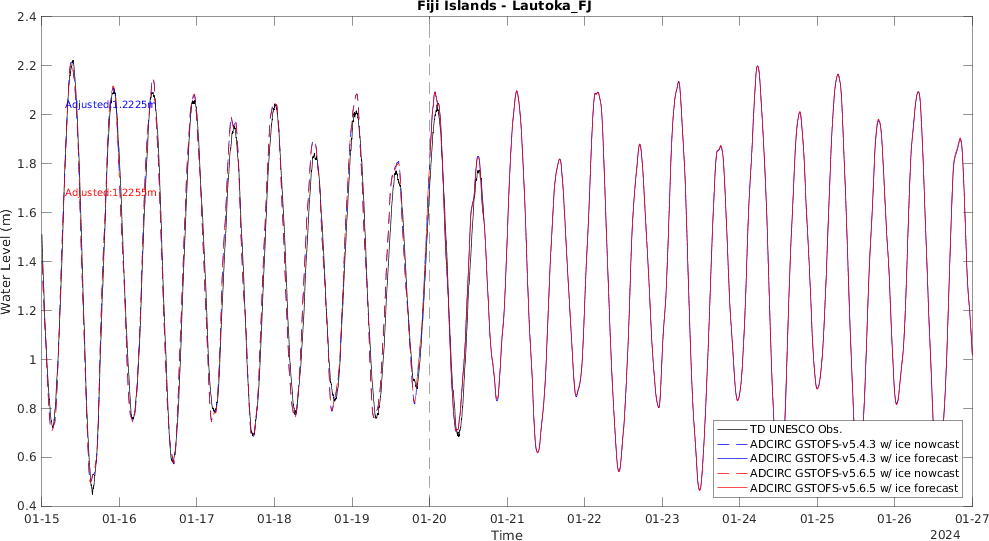 Fiji Islands - Lautoka_FJ
2.4
2.2
2
1.8
1.6
1.4
1.2
1
0.8
0.6
0.4
Water Level (m)
Adjusted:1.2225m
Adjusted:1.2255m
TD UNESCO Obs.
ADCIRC GSTOFS-v5.4.3 w/ ice nowcast
ADCIRC GSTOFS-v5.4.3 w/ ice forecast
ADCIRC GSTOFS-v5.6.5 w/ ice nowcast
ADCIRC GSTOFS-v5.6.5 w/ ice forecast
01-15 01-16 01-17 01-18 01-19 01-20 01-21 01-22 01-23 01-24 01-25 01-26 01-27
Time
2024